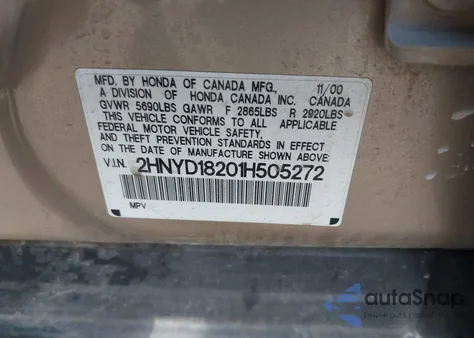 MFD. BY HONDA OF CANADA MFG., 11/00
A DIVISION OF HONDA CANADA INC. CANADA
GVWR 5690LBS GAWR F 2865LBS R 2920LBS
THIS VEHICLE CONFORMS TO ALL APPLICABLE
FEDERAL MOTOR VEHICLE SAFETY,
AND THEFT PREVENTION STANDARDS IN EFFECT
ON THE DATE OF MANUFACTURE SHOWN ABOVE.
V.I.N. 2HNYD18201H505272
MPV
autoSnap